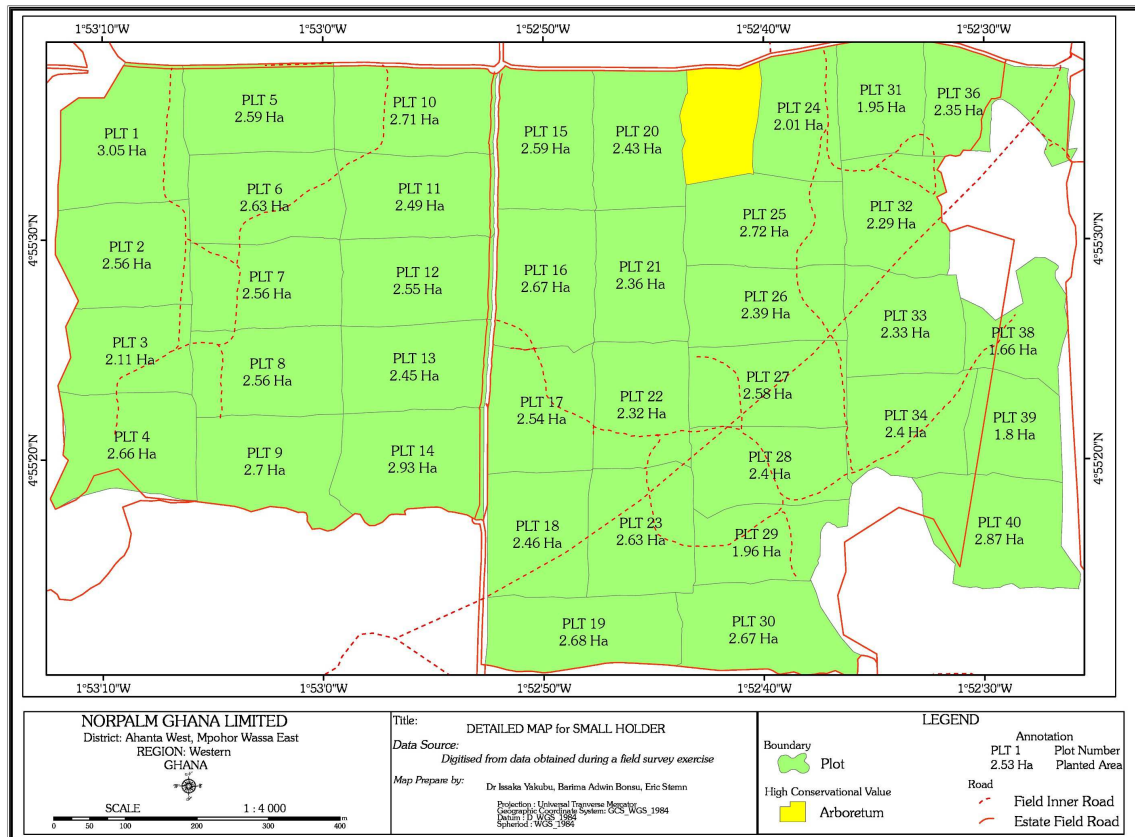 1°53'10"W 1°53'0"W 1°52'50"W 1°52'40"W 1°52'30"W
4°55'30"N
4°55'20"N
4°55'30"N
4°55'20"N
PLT 1
3.05 Ha
PLT 2
2.56 Ha
PLT 3
2.11 Ha
PLT 4
2.66 Ha
PLT 5
2.59 Ha
PLT 6
2.63 Ha
PLT 7
2.56 Ha
PLT 8
2.56 Ha
PLT 9
2.7 Ha
PLT 10
2.71 Ha
PLT 11
2.49 Ha
PLT 12
2.55 Ha
PLT 13
2.45 Ha
PLT 14
2.93 Ha
PLT 15
2.59 Ha
PLT 16
2.67 Ha
PLT 17
2.54 Ha
PLT 18
2.46 Ha
PLT 19
2.68 Ha
PLT 20
2.43 Ha
PLT 21
2.36 Ha
PLT 22
2.32 Ha
PLT 23
2.63 Ha
PLT 24
2.01 Ha
PLT 25
2.72 Ha
PLT 26
2.39 Ha
PLT 27
2.58 Ha
PLT 28
2.4 Ha
PLT 29
1.96 Ha
PLT 30
2.67 Ha
PLT 31
1.95 Ha
PLT 32
2.29 Ha
PLT 33
2.33 Ha
PLT 34
2.4 Ha
PLT 36
2.35 Ha
PLT 38
1.66 Ha
PLT 39
1.8 Ha
PLT 40
2.87 Ha
1°53'10"W 1°53'0"W 1°52'50"W 1°52'40"W 1°52'30"W
NORPALM GHANA LIMITED
District: Ahanta West, Mpohor Wassa East
REGION: Western
GHANA
SCALE 1 : 4 000
0 50 100 200 300 400
m
Title:
DETAILED MAP for SMALL HOLDER
Data Source:
Digitised from data obtained during a field survey exercise
Map Prepare by:
Dr Issaka Yakubu, Barima Adwin Bonsu, Eric Stemn
Projection : Universal Tranverse Mercator
Geographic Coordinate System: GCS_WGS_1984
Datum : D_WGS_1984
Spheriod : WGS_1984
LEGEND
Boundary
Plot
High Conservational Value
Arboretum
Annotation
PLT 1 Plot Number
2.53 Ha Planted Area
Road
Field Inner Road
Estate Field Road